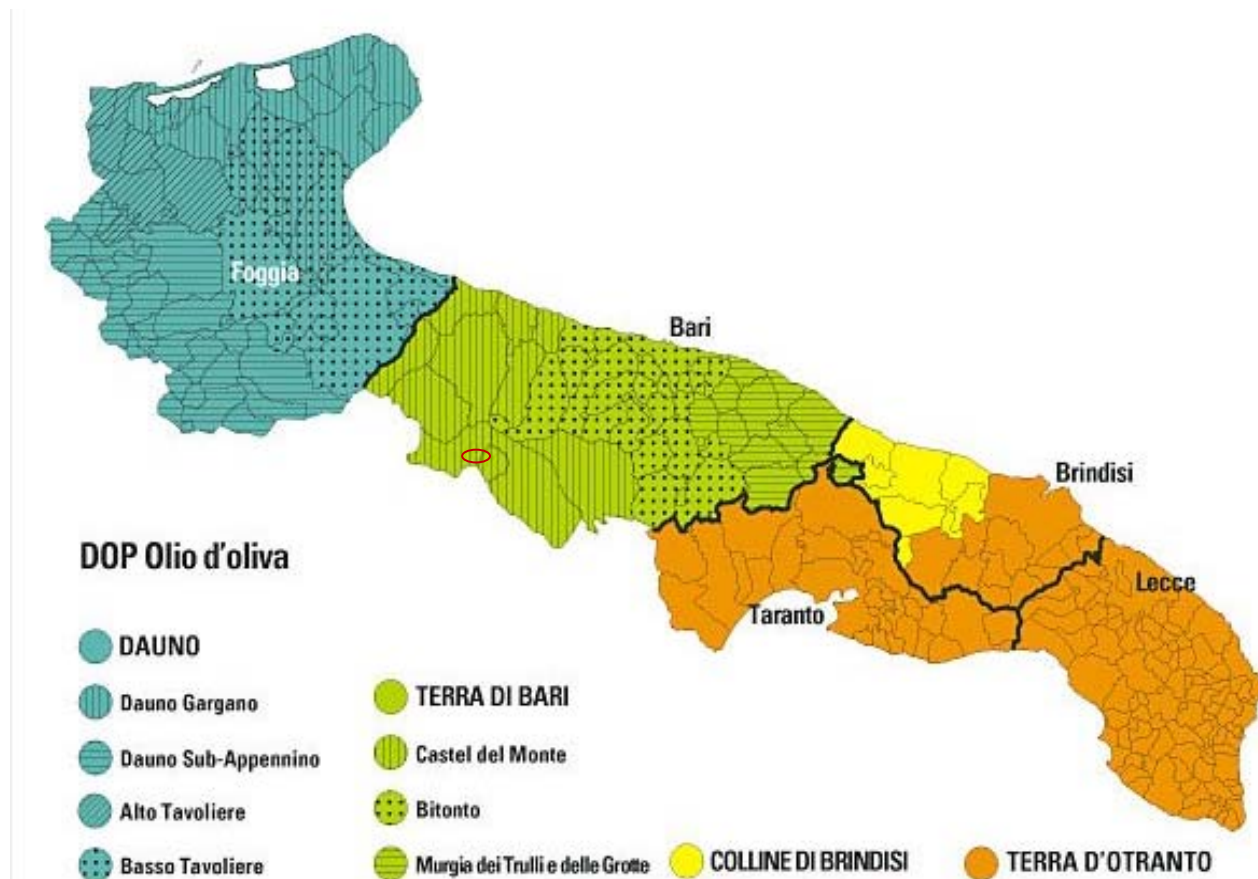 Foggia
Bari
Brindisi
Lecce
Taranto
DOP Olio d'oliva
DAUNO
Dauno Gargano
Dauno Sub-Appennino
Alto Tavoliere
Basso Tavoliere
TERRA DI BARI
Castel del Monte
Bitonto
Murgia dei Trulli e delle Grotte
COLLINE DI BRINDISI
TERRA D'OTRANTO